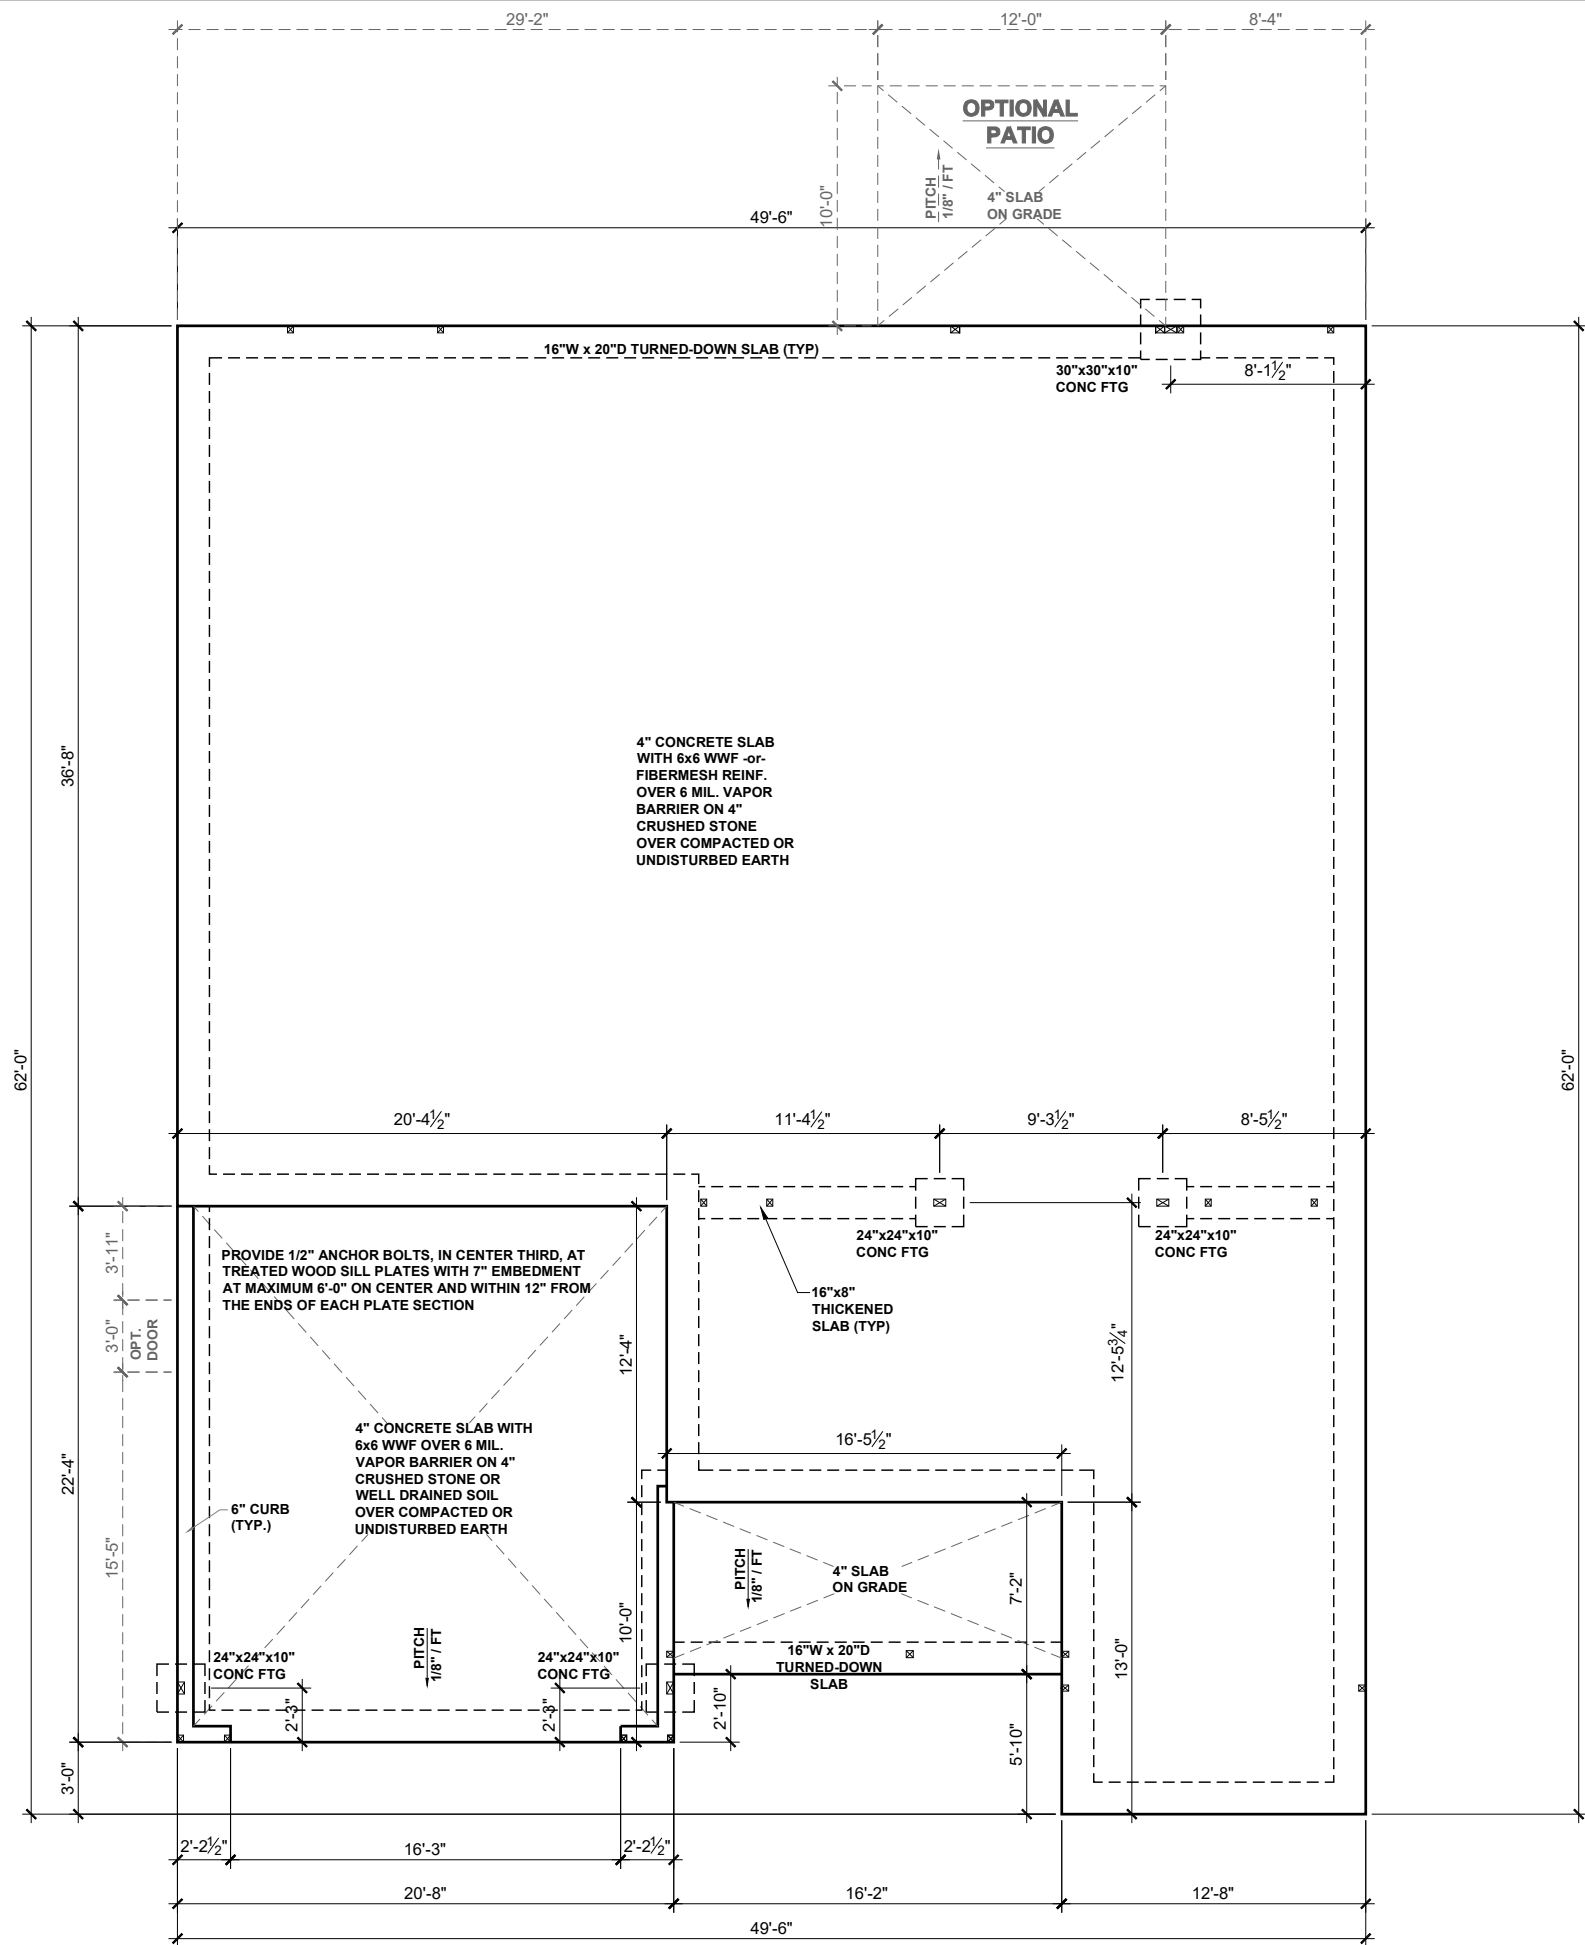 29'-2"
12'-0"
8'-4"
OPTIONAL
PATIO
10'-0"
PITCH
1/8" / FT
4" SLAB
ON GRADE
49'-6"
16"W x 20"D TURNED-DOWN SLAB (TYP)
30"x30"x10"
CONC FTG
8'-1½"
36'-8"
62'-0"
62'-0"
4" CONCRETE SLAB
WITH 6x6 WWF -or-
FIBERMESH REINF.
OVER 6 MIL. VAPOR
BARRIER ON 4"
CRUSHED STONE
OVER COMPACTED OR
UNDISTURBED EARTH
20'-4½"
11'-4½"
9'-3½"
8'-5½"
24"x24"x10"
CONC FTG
24"x24"x10"
CONC FTG
3'-11"
PROVIDE 1/2" ANCHOR BOLTS, IN CENTER THIRD, AT
TREATED WOOD SILL PLATES WITH 7" EMBEDMENT
AT MAXIMUM 6'-0" ON CENTER AND WITHIN 12" FROM
THE ENDS OF EACH PLATE SECTION
16"x8"
THICKENED
SLAB (TYP)
3'-0"
OPT.
DOOR
12'-4"
12'-5¾"
4" CONCRETE SLAB WITH
6x6 WWF OVER 6 MIL.
VAPOR BARRIER ON 4"
CRUSHED STONE OR
WELL DRAINED SOIL
OVER COMPACTED OR
UNDISTURBED EARTH
16'-5½"
22'-4"
6" CURB
(TYP.)
15'-5"
PITCH
1/8" / FT
4" SLAB
ON GRADE
7'-2"
10'-0"
PITCH
1/8" / FT
24"x24"x10"
CONC FTG
24"x24"x10"
CONC FTG
16"W x 20"D
TURNED-DOWN
SLAB
13'-0"
2'-3"
2'-3"
2'-10"
5'-10"
3'-0"
2'-2½"
16'-3"
2'-2½"
20'-8"
16'-2"
12'-8"
49'-6"